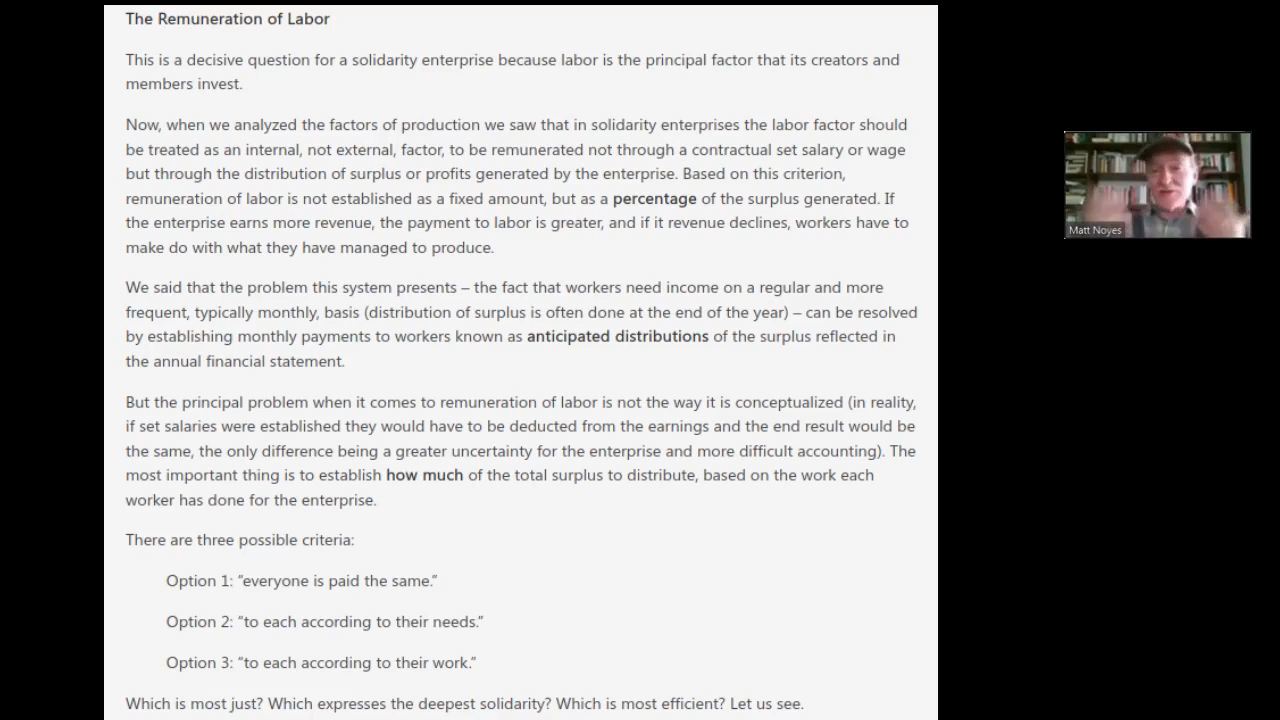 The Remuneration of Labor
This is a decisive question for a solidarity enterprise because labor is the principal factor that its creators and
members invest.
Now, when we analyzed the factors of production we saw that in solidarity enterprises the labor factor should
be treated as an internal, not external, factor, to be remunerated not through a contractual set salary or wage
but through the distribution of surplus or profits generated by the enterprise. Based on this criterion,
remuneration of labor is not established as a fixed amount, but as a percentage of the surplus generated. If
the enterprise earns more revenue, the payment to labor is greater, and if it revenue declines, workers have to
make do with what they have managed to produce.
We said that the problem this system presents – the fact that workers need income on a regular and more
frequent, typically monthly, basis (distribution of surplus is often done at the end of the year) – can be resolved
by establishing monthly payments to workers known as anticipated distributions of the surplus reflected in
the annual financial statement.
But the principal problem when it comes to remuneration of labor is not the way it is conceptualized (in reality,
if set salaries were established they would have to be deducted from the earnings and the end result would be
the same, the only difference being a greater uncertainty for the enterprise and more difficult accounting). The
most important thing is to establish how much of the total surplus to distribute, based on the work each
worker has done for the enterprise.
There are three possible criteria:
Option 1: “everyone is paid the same.”
Option 2: “to each according to their needs.”
Option 3: “to each according to their work.”
Which is most just? Which expresses the deepest solidarity? Which is most efficient? Let us see.
Matt Noyes